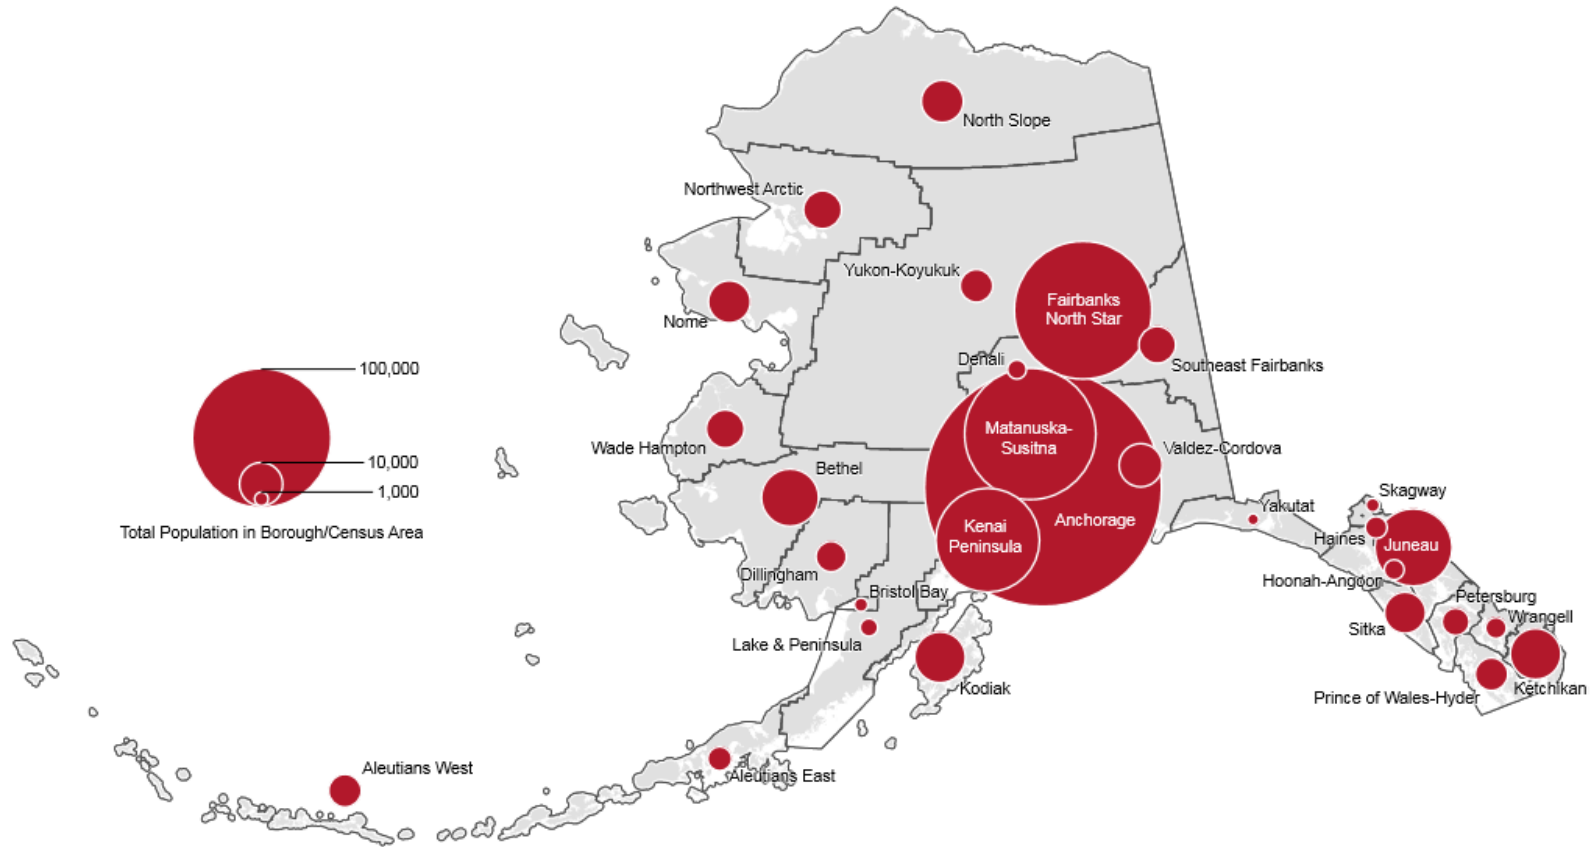 North Slope
Northwest Arctic
Yukon-Koyukuk
Fairbanks
North Star
Nome
Denali
Southeast Fairbanks
100,000
10,000
1,000
Total Population in Borough/Census Area
Wade Hampton
Matanuska-
Susitna
Valdez-Cordova
Bethel
Kenai
Peninsula
Anchorage
Yakutat
Skagway
Haines
Juneau
Hoonah-Angoon
Dillingham
Bristol Bay
Petersburg
Wrangell
Sitka
Lake & Peninsula
Kodiak
Prince of Wales-Hyder
Ketchikan
Aleutians West
Aleutians East